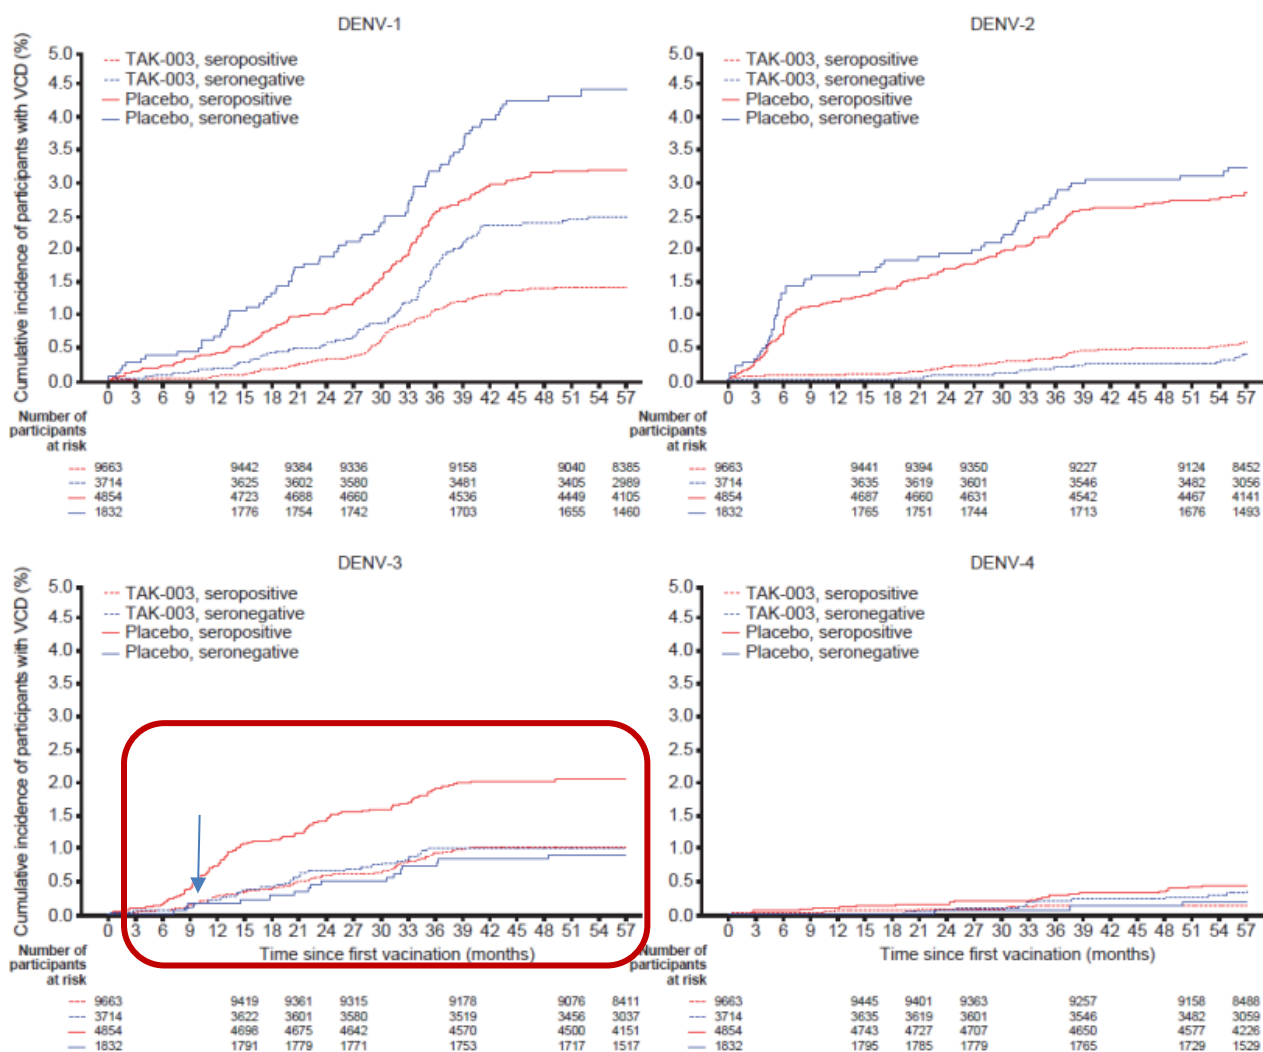 DENV-1
Cumulative incidence of participants with VCD (%)
5.0
4.5
4.0
3.5
3.0
2.5
2.0
1.5
1.0
0.5
0.0
TAK-003, seropositive
TAK-003, seronegative
Placebo, seropositive
Placebo, seronegative
0 3 6 9 12 15 18 21 24 27 30 33 36 39 42 45 48 51 54 57
Number of
participants
at risk
9663 9442 9384 9336 9158 9040 8385
3714 3625 3602 3580 3481 3405 2989
4854 4723 4688 4660 4536 4449 4105
1832 1776 1754 1742 1703 1655 1460
DENV-2
5.0
4.5
4.0
3.5
3.0
2.5
2.0
1.5
1.0
0.5
0.0
TAK-003, seropositive
TAK-003, seronegative
Placebo, seropositive
Placebo, seronegative
0 3 6 9 12 15 18 21 24 27 30 33 36 39 42 45 48 51 54 57
Number of
participants
at risk
9663 9441 9394 9350 9227 9124 8452
3714 3635 3619 3601 3546 3482 3056
4854 4687 4660 4631 4542 4467 4141
1832 1765 1751 1744 1713 1676 1493
DENV-3
Cumulative incidence of participants with VCD (%)
5.0
4.5
4.0
3.5
3.0
2.5
2.0
1.5
1.0
0.5
0.0
TAK-003, seropositive
TAK-003, seronegative
Placebo, seropositive
Placebo, seronegative
0 3 6 9 12 15 18 21 24 27 30 33 36 39 42 45 48 51 54 57
Time since first vacination (months)
Number of
participants
at risk
9663 9419 9361 9315 9178 9076 8411
3714 3622 3601 3580 3519 3456 3037
4854 4698 4675 4642 4570 4500 4151
1832 1791 1779 1771 1753 1717 1517
DENV-4
5.0
4.5
4.0
3.5
3.0
2.5
2.0
1.5
1.0
0.5
0.0
TAK-003, seropositive
TAK-003, seronegative
Placebo, seropositive
Placebo, seronegative
0 3 6 9 12 15 18 21 24 27 30 33 36 39 42 45 48 51 54 57
Time since first vacination (months)
Number of
participants
at risk
9663 9445 9401 9363 9257 9158 8488
3714 3635 3619 3601 3546 3482 3059
4854 4743 4727 4707 4650 4577 4226
1832 1795 1785 1779 1765 1729 1529